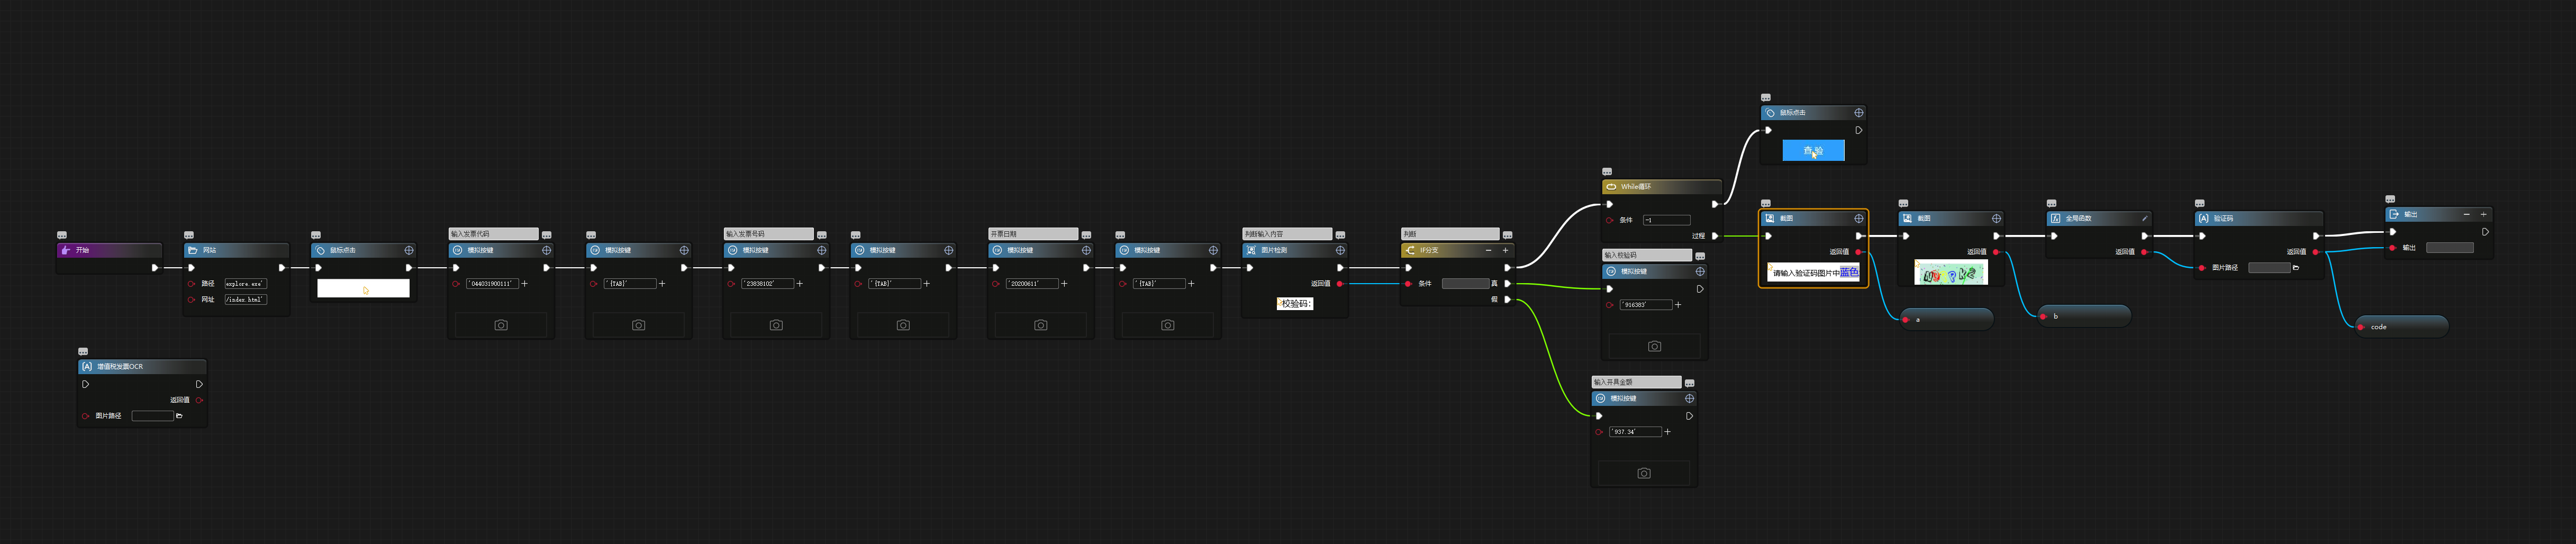 开始
网站
路径 explore.exe'
网址 /index.html'
鼠标点击
输入发票代码
模拟按键
'044031900111' +
模拟按键
'{TAB}' +
输入发票号码
模拟按键
'23838102' +
模拟按键
'{TAB}' +
开票日期
模拟按键
'20200611' +
模拟按键
'{TAB}' +
判断输入内容
图片检测
返回值
校验码:
判断
IF分支 - +
条件 真
假
While循环
条件 -1
过程
鼠标点击
查验
输入校验码
模拟按键
'916383' +
输入开具金额
模拟按键
'937.34' +
截图
返回值
请输入验证码图片中蓝色
a
截图
返回值
b
全局函数
返回值
验证码
返回值
图片路径
输出 - +
输出
code
增值税发票OCR
返回值
图片路径